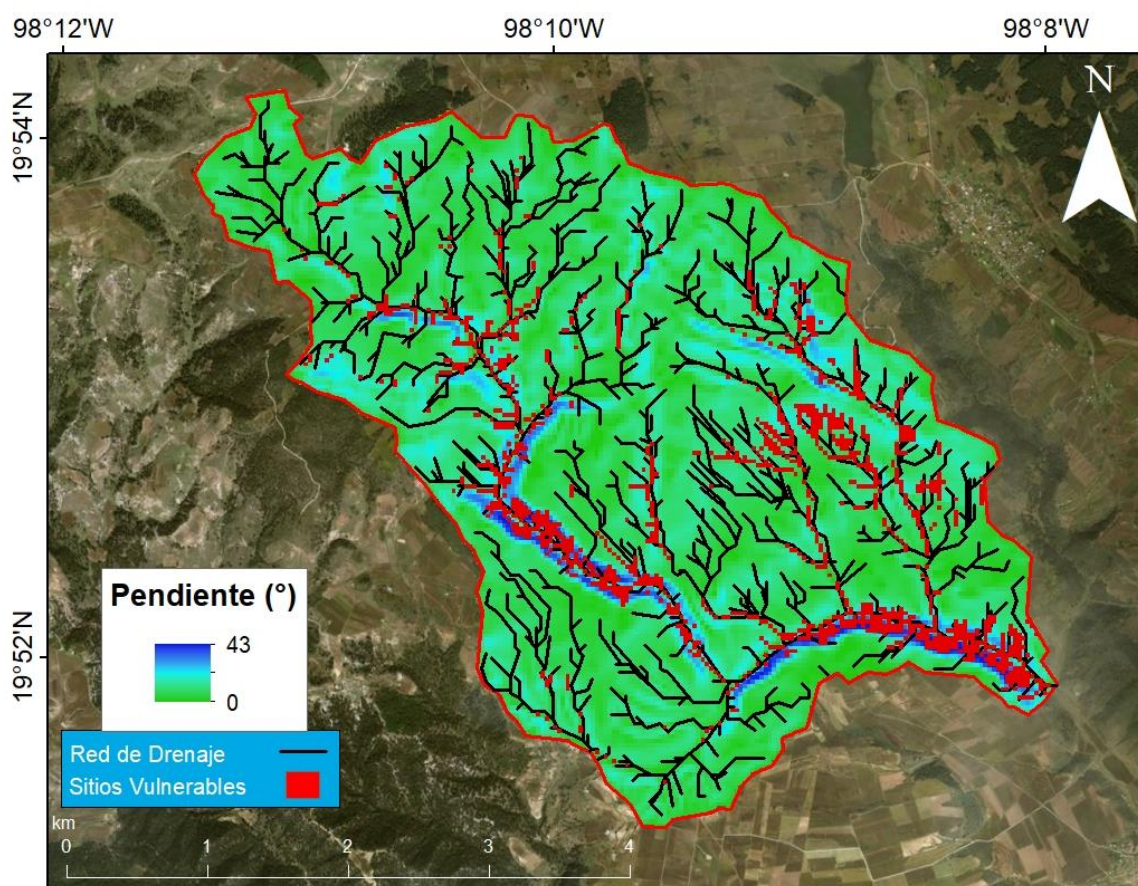 98°12'W 98°10'W 98°8'W
N
19°54'N
19°52'N
Pendiente (°)
43
0
Red de Drenaje
Sitios Vulnerables
km
0 1 2 3 4